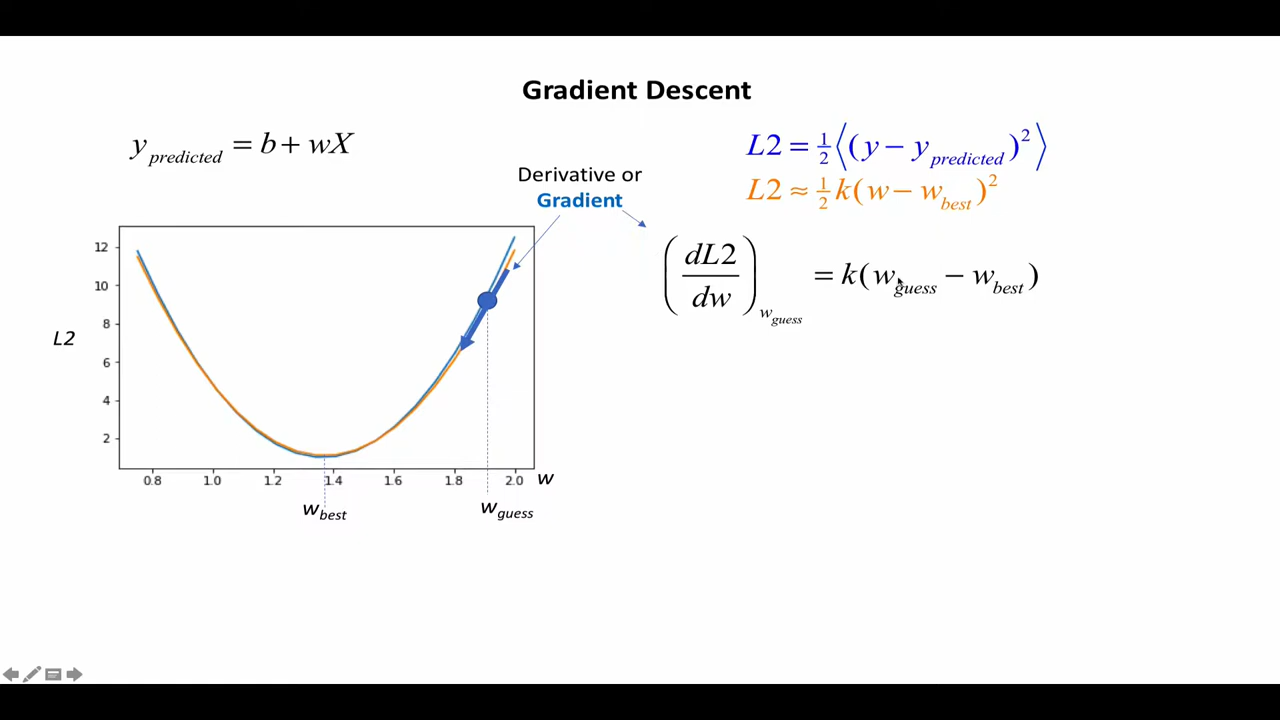 Gradient Descent
y_predicted = b + wX
L2 = ½⟨(y − y_predicted)²⟩
L2 ≈ ½ k(w − w_best)²
Derivative or
Gradient
(dL2/dw)_w_guess = k(w_guess − w_best)
12
10
8
6
4
2
L2
0.8 1.0 1.2 1.4 1.6 1.8 2.0 w
w_best w_guess